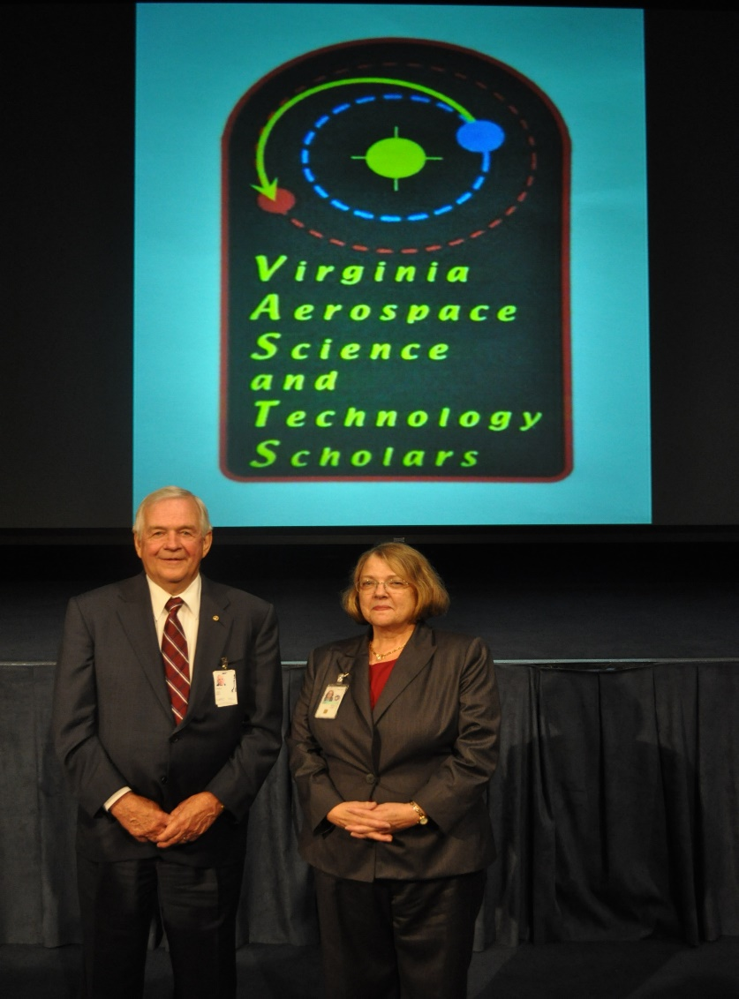 Virginia
Aerospace
Science
and
Technology
Scholars